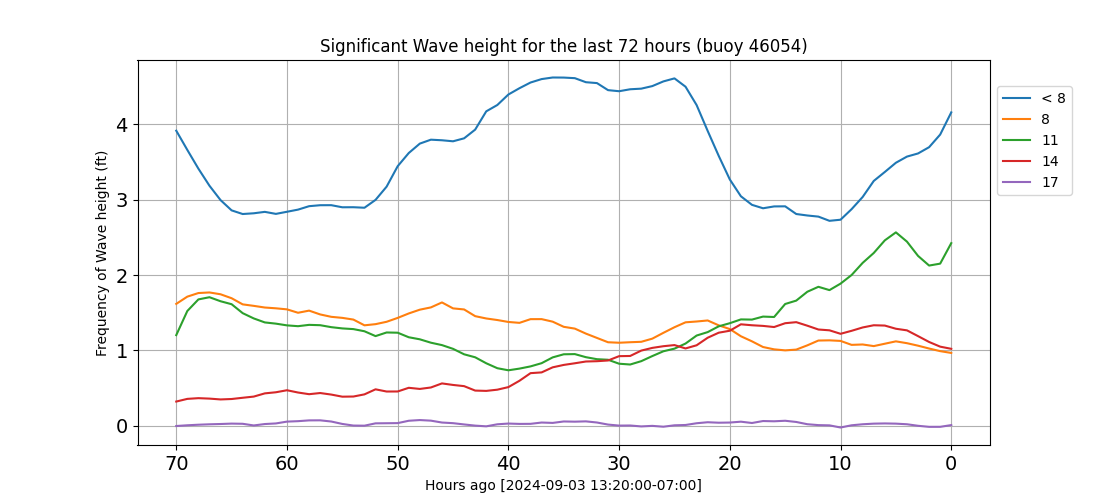 Significant Wave height for the last 72 hours (buoy 46054)
Frequency of Wave height (ft)
4
3
2
1
0
70 60 50 40 30 20 10 0
Hours ago [2024-09-03 13:20:00-07:00]
< 8
8
11
14
17